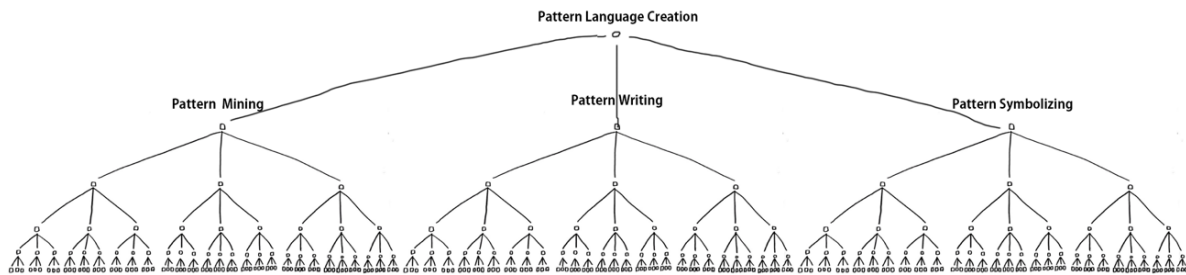 Pattern Language Creation
Pattern Mining
Pattern Writing
Pattern Symbolizing